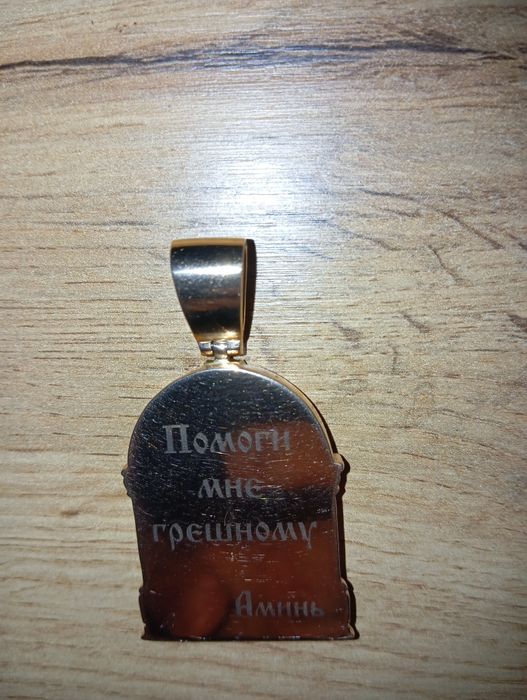 Помоги
мне
грешному
Аминь